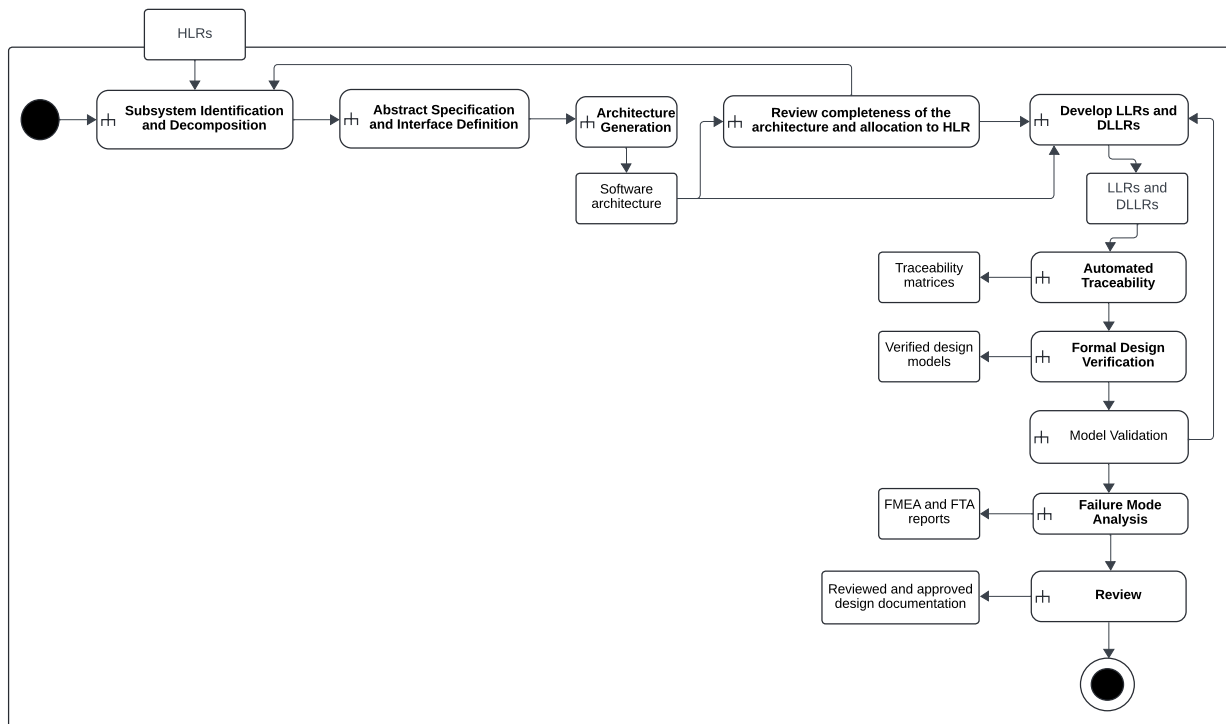 HLRs
Subsystem Identification
and Decomposition
Abstract Specification
and Interface Definition
Architecture
Generation
Review completeness of the
architecture and allocation to HLR
Develop LLRs and
DLLRs
Software
architecture
LLRs and
DLLRs
Traceability
matrices
Automated
Traceability
Verified design
models
Formal Design
Verification
Model Validation
FMEA and FTA
reports
Failure Mode
Analysis
Reviewed and approved
design documentation
Review